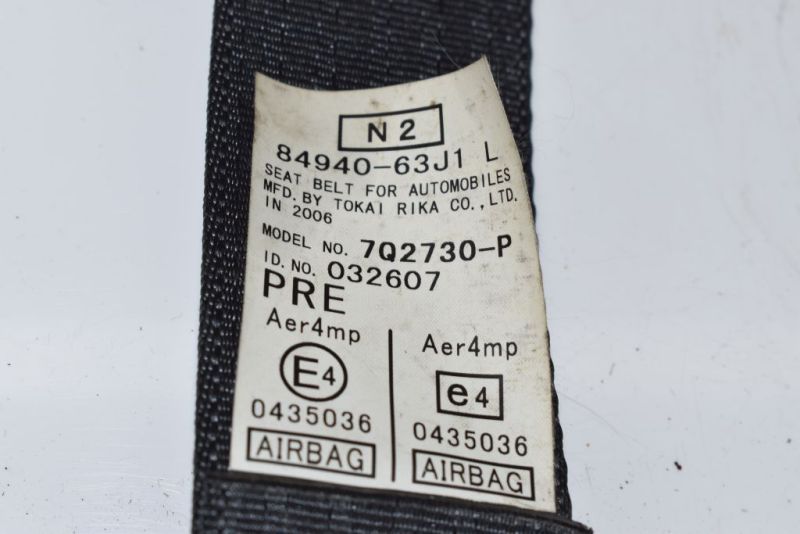 N2
84940-63J1 L
SEAT BELT FOR AUTOMOBILES
MFD. BY TOKAI RIKA CO., LTD.
IN 2006
MODEL NO. 7Q2730-P
ID. NO. 032607
PRE
Aer4mp
E4
0435036
AIRBAG
Aer4mp
e4
0435036
AIRBAG